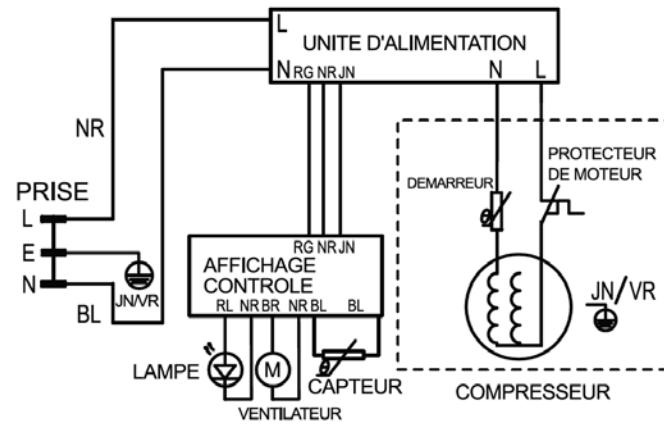 L
UNITE D'ALIMENTATION
N RG NR JN N L
NR
PROTECTEUR
DE MOTEUR
DEMARREUR
θ
PRISE
L
E
N
JN/VR
BL
RG NR JN
AFFICHAGE
CONTROLE
RL NR BR NR BL BL
JN/VR
LAMPE
M
θ
CAPTEUR
VENTILATEUR
COMPRESSEUR